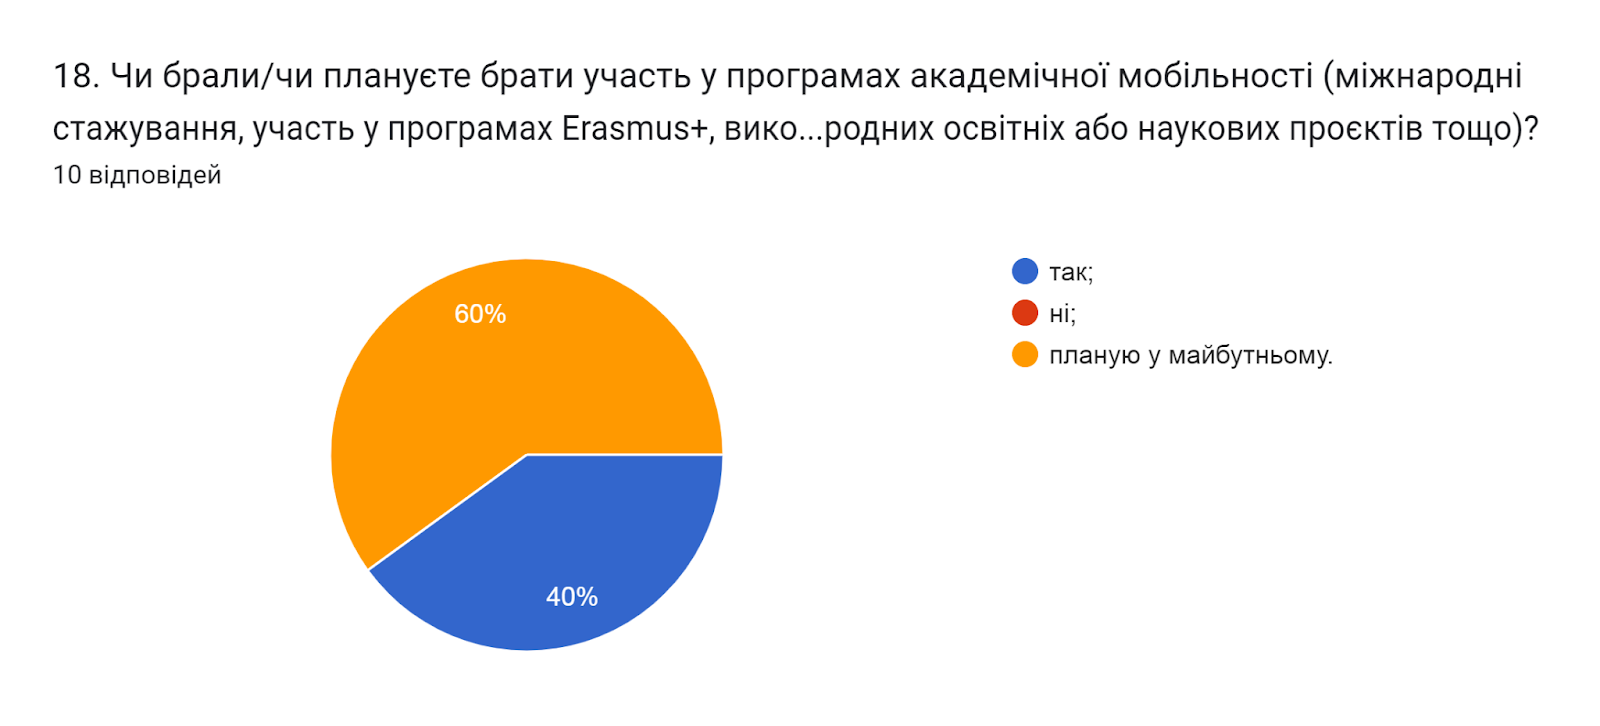 18. Чи брали/чи плануєте брати участь у програмах академічної мобільності (міжнародні
стажування, участь у програмах Erasmus+, вико...родних освітніх або наукових проєктів тощо)?
10 відповідей
так;
ні;
планую у майбутньому.
60%
40%